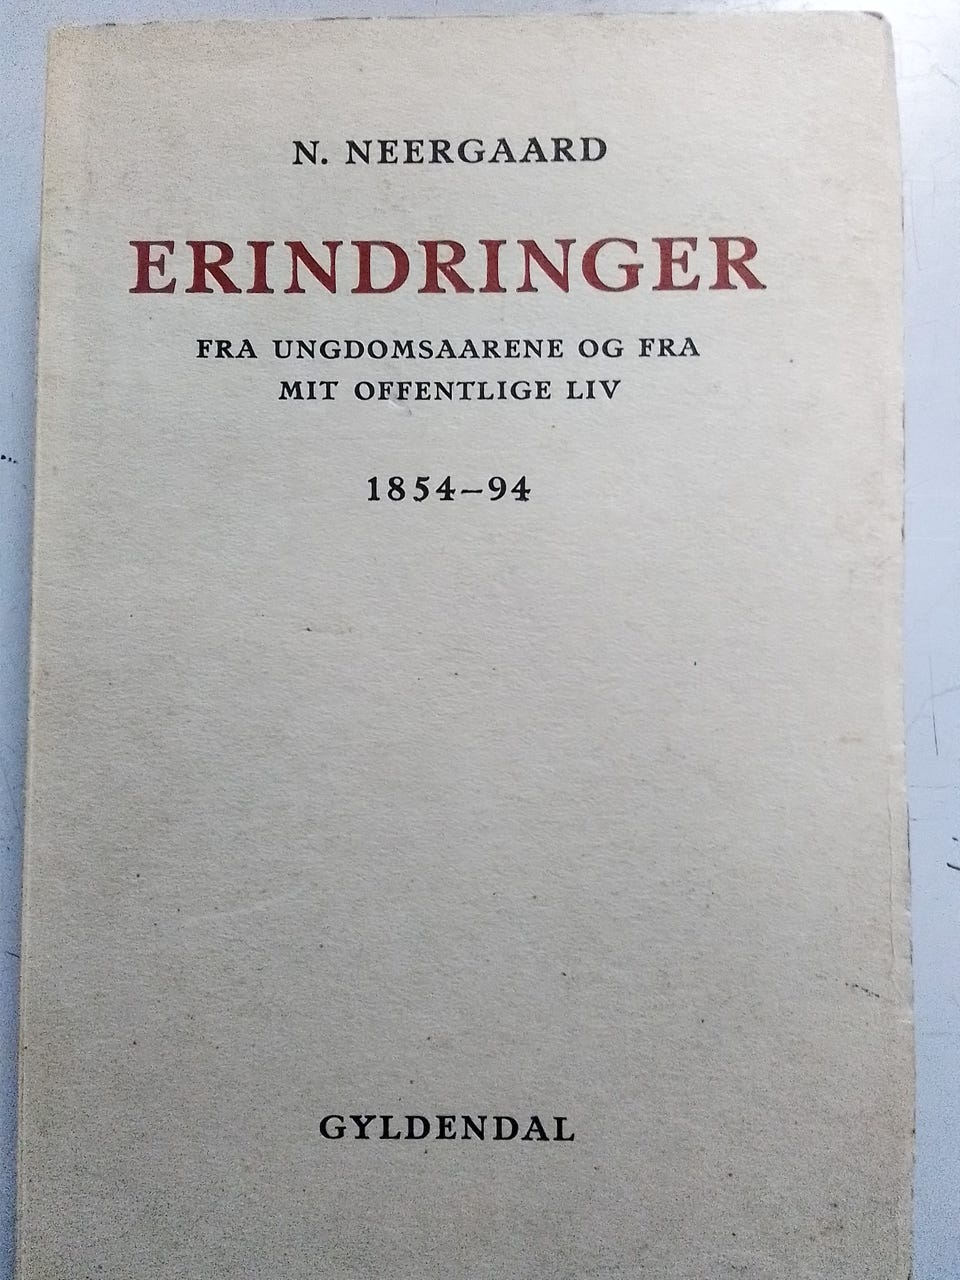 N. NEERGAARD
ERINDRINGER
FRA UNGDOMSAARENE OG FRA
MIT OFFENTLIGE LIV
1854–94
GYLDENDAL